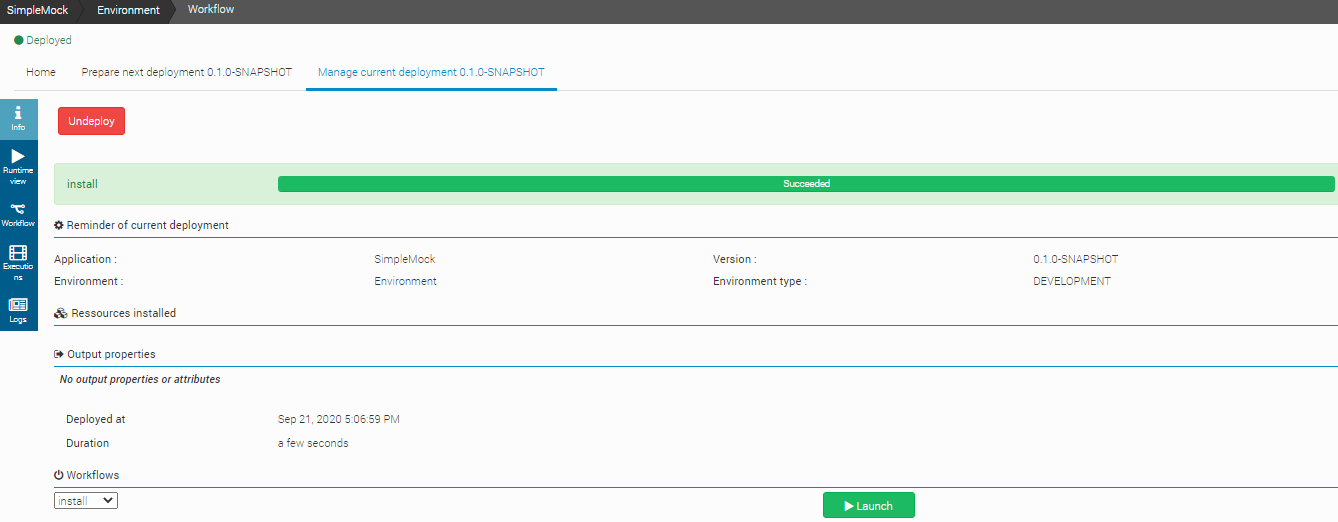 SimpleMock Environment Workflow
Deployed
Home Prepare next deployment 0.1.0-SNAPSHOT Manage current deployment 0.1.0-SNAPSHOT
Info
Undeploy
Runtime
view
install Succeeded
Workflow
Reminder of current deployment
Application : SimpleMock Version : 0.1.0-SNAPSHOT
Executio
ns
Environment : Environment Environment type : DEVELOPMENT
Logs
Ressources installed
Output properties
No output properties or attributes
Deployed at Sep 21, 2020 5:06:59 PM
Duration a few seconds
Workflows
install Launch